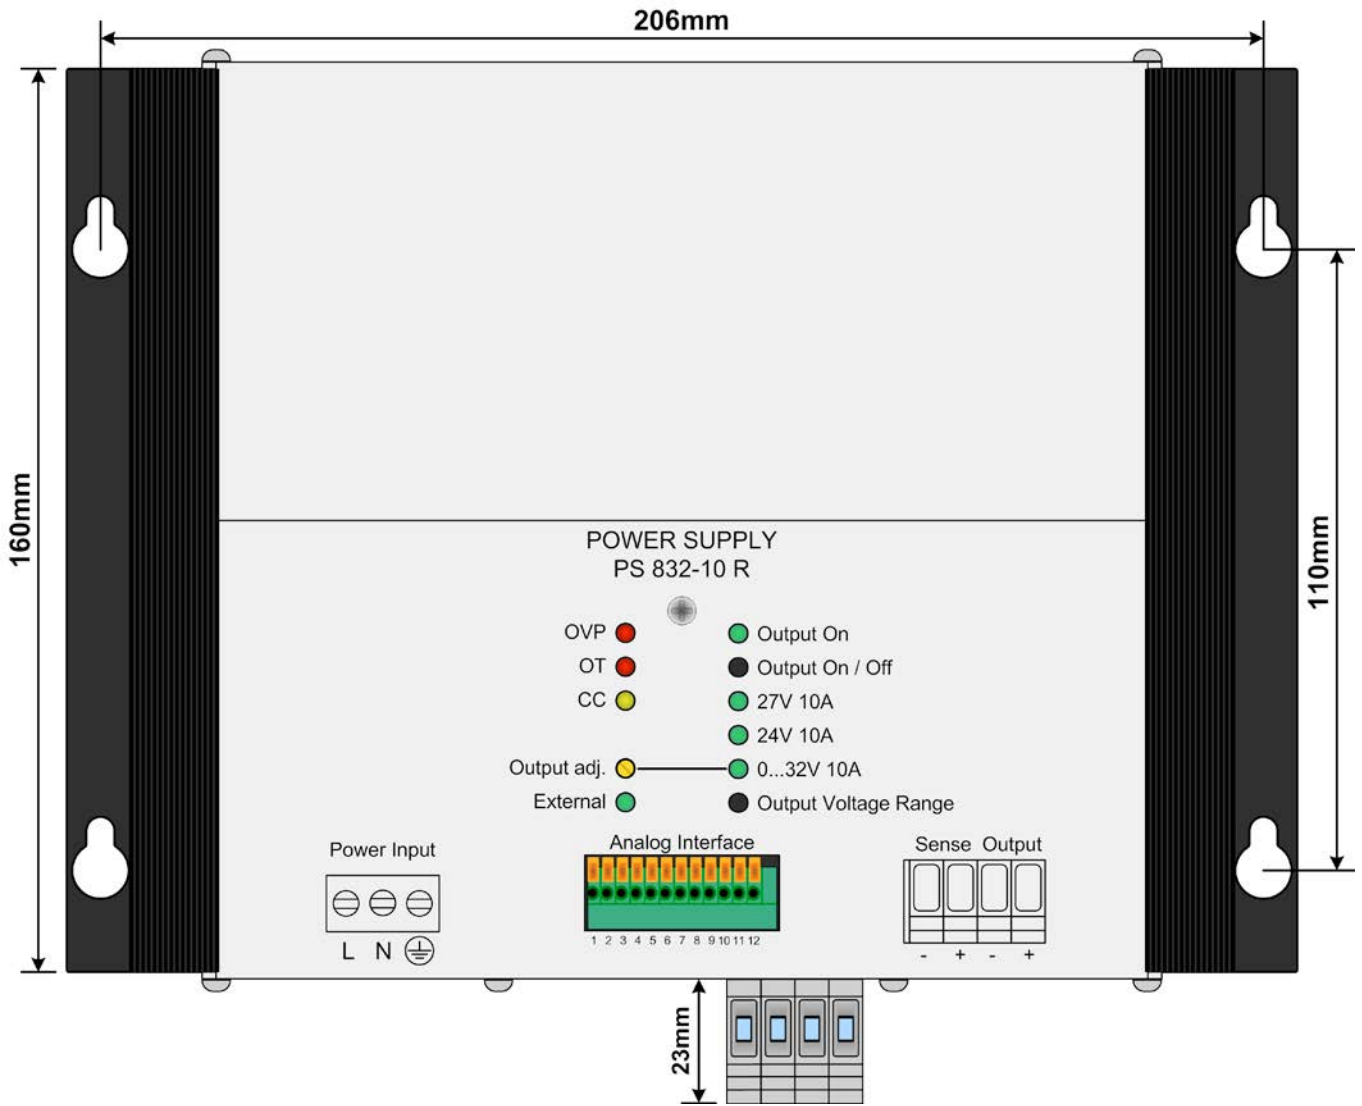 206mm
160mm
110mm
POWER SUPPLY
PS 832-10 R
OVP
Output On
OT
Output On / Off
CC
27V 10A
24V 10A
Output adj.
0...32V 10A
External
Output Voltage Range
Power Input
Analog Interface
Sense Output
L N
1 2 3 4 5 6 7 8 9 10 11 12
- + - +
23mm